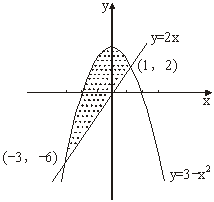 y
y=2x
(1, 2)
x
(−3, −6)
y=3−x²